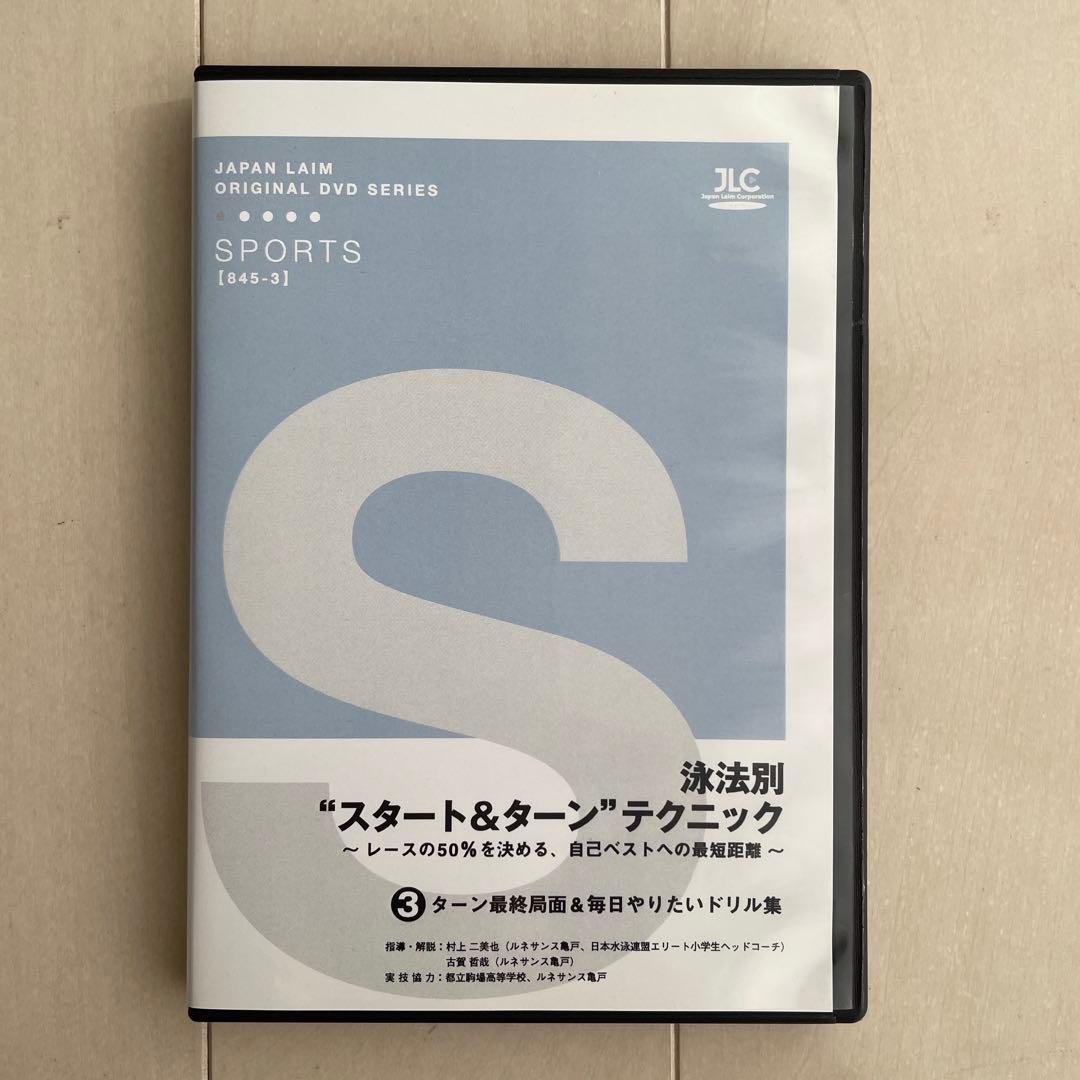 JAPAN LAIM
ORIGINAL DVD SERIES
SPORTS
【845-3】
JLC
Japan Laim Corporation
S
泳法別
“スタート&ターン”テクニック
～ レースの50%を決める、自己ベストへの最短距離 ～
❸ターン最終局面&毎日やりたいドリル集
指導・解説：村上 二美也（ルネサンス亀戸、日本水泳連盟エリート小学生ヘッドコーチ）
古賀 哲哉（ルネサンス亀戸）
実技協力：都立駒場高等学校、ルネサンス亀戸